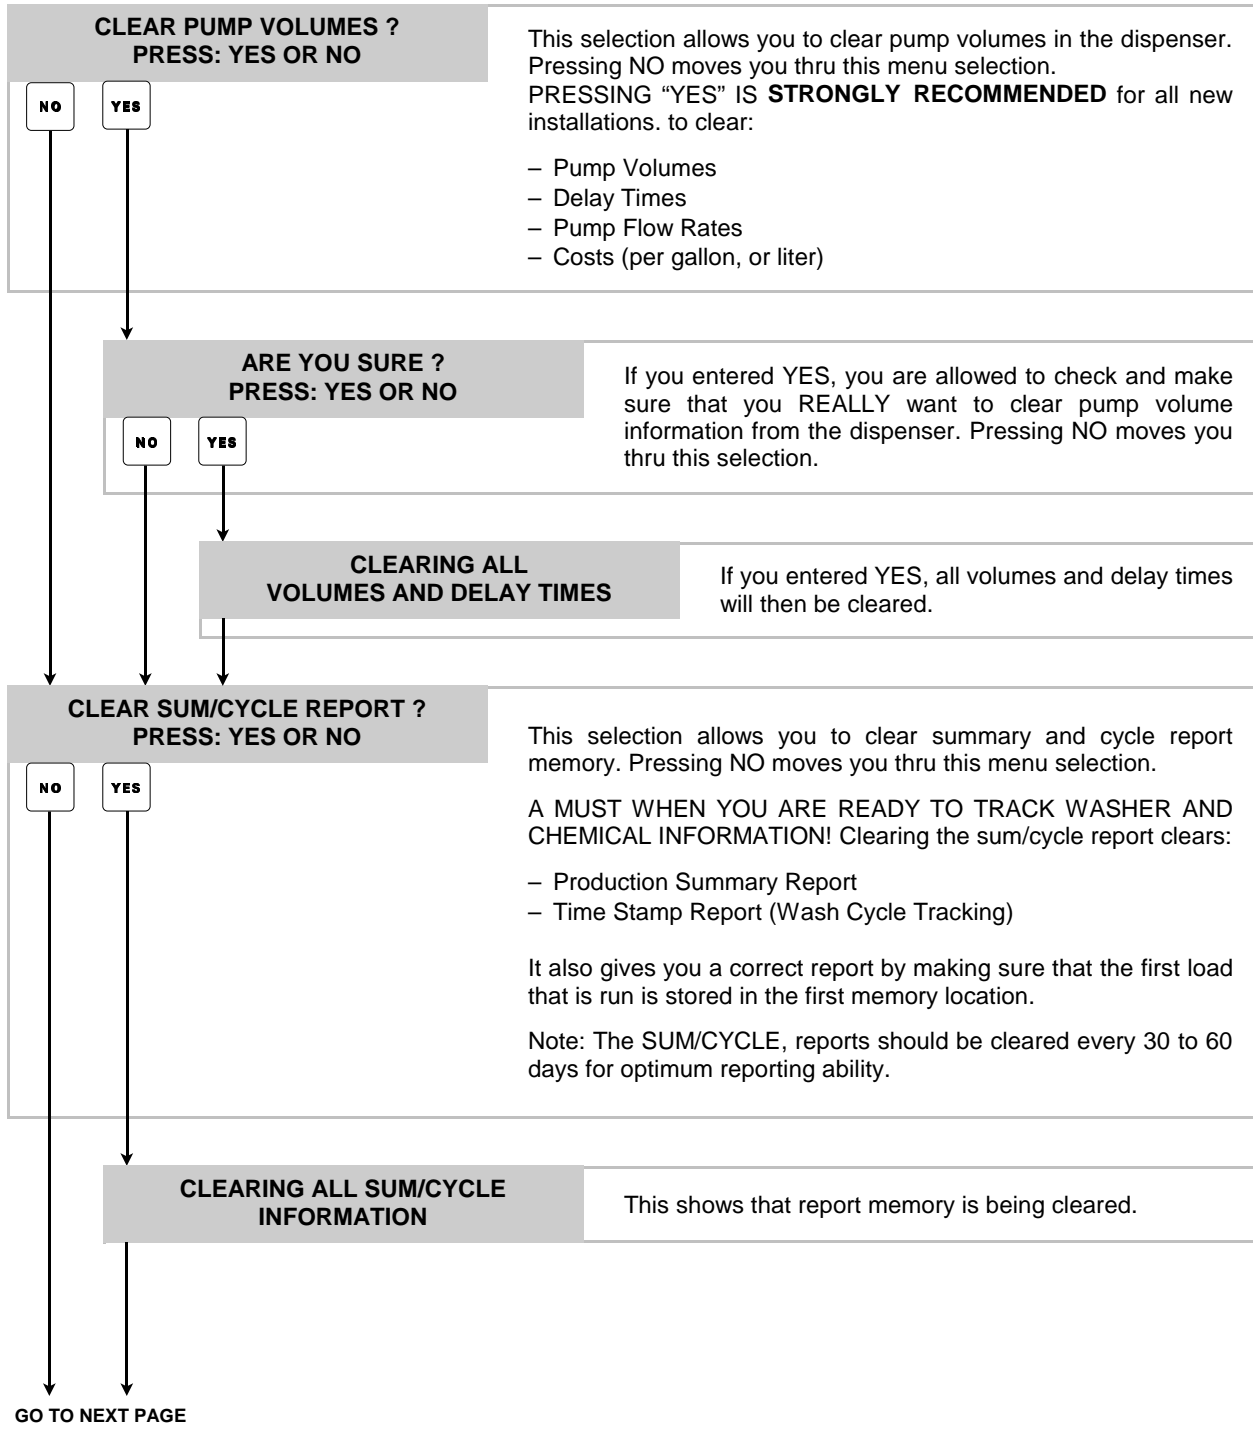 CLEAR PUMP VOLUMES ?
PRESS: YES OR NO
NO
YES
This selection allows you to clear pump volumes in the dispenser.
Pressing NO moves you thru this menu selection.
PRESSING “YES” IS STRONGLY RECOMMENDED for all new
installations. to clear:
– Pump Volumes
– Delay Times
– Pump Flow Rates
– Costs (per gallon, or liter)
ARE YOU SURE ?
PRESS: YES OR NO
NO
YES
If you entered YES, you are allowed to check and make
sure that you REALLY want to clear pump volume
information from the dispenser. Pressing NO moves you
thru this selection.
CLEARING ALL
VOLUMES AND DELAY TIMES
If you entered YES, all volumes and delay times
will then be cleared.
CLEAR SUM/CYCLE REPORT ?
PRESS: YES OR NO
NO
YES
This selection allows you to clear summary and cycle report
memory. Pressing NO moves you thru this menu selection.
A MUST WHEN YOU ARE READY TO TRACK WASHER AND
CHEMICAL INFORMATION! Clearing the sum/cycle report clears:
– Production Summary Report
– Time Stamp Report (Wash Cycle Tracking)
It also gives you a correct report by making sure that the first load
that is run is stored in the first memory location.
Note: The SUM/CYCLE, reports should be cleared every 30 to 60
days for optimum reporting ability.
CLEARING ALL SUM/CYCLE
INFORMATION
This shows that report memory is being cleared.
GO TO NEXT PAGE